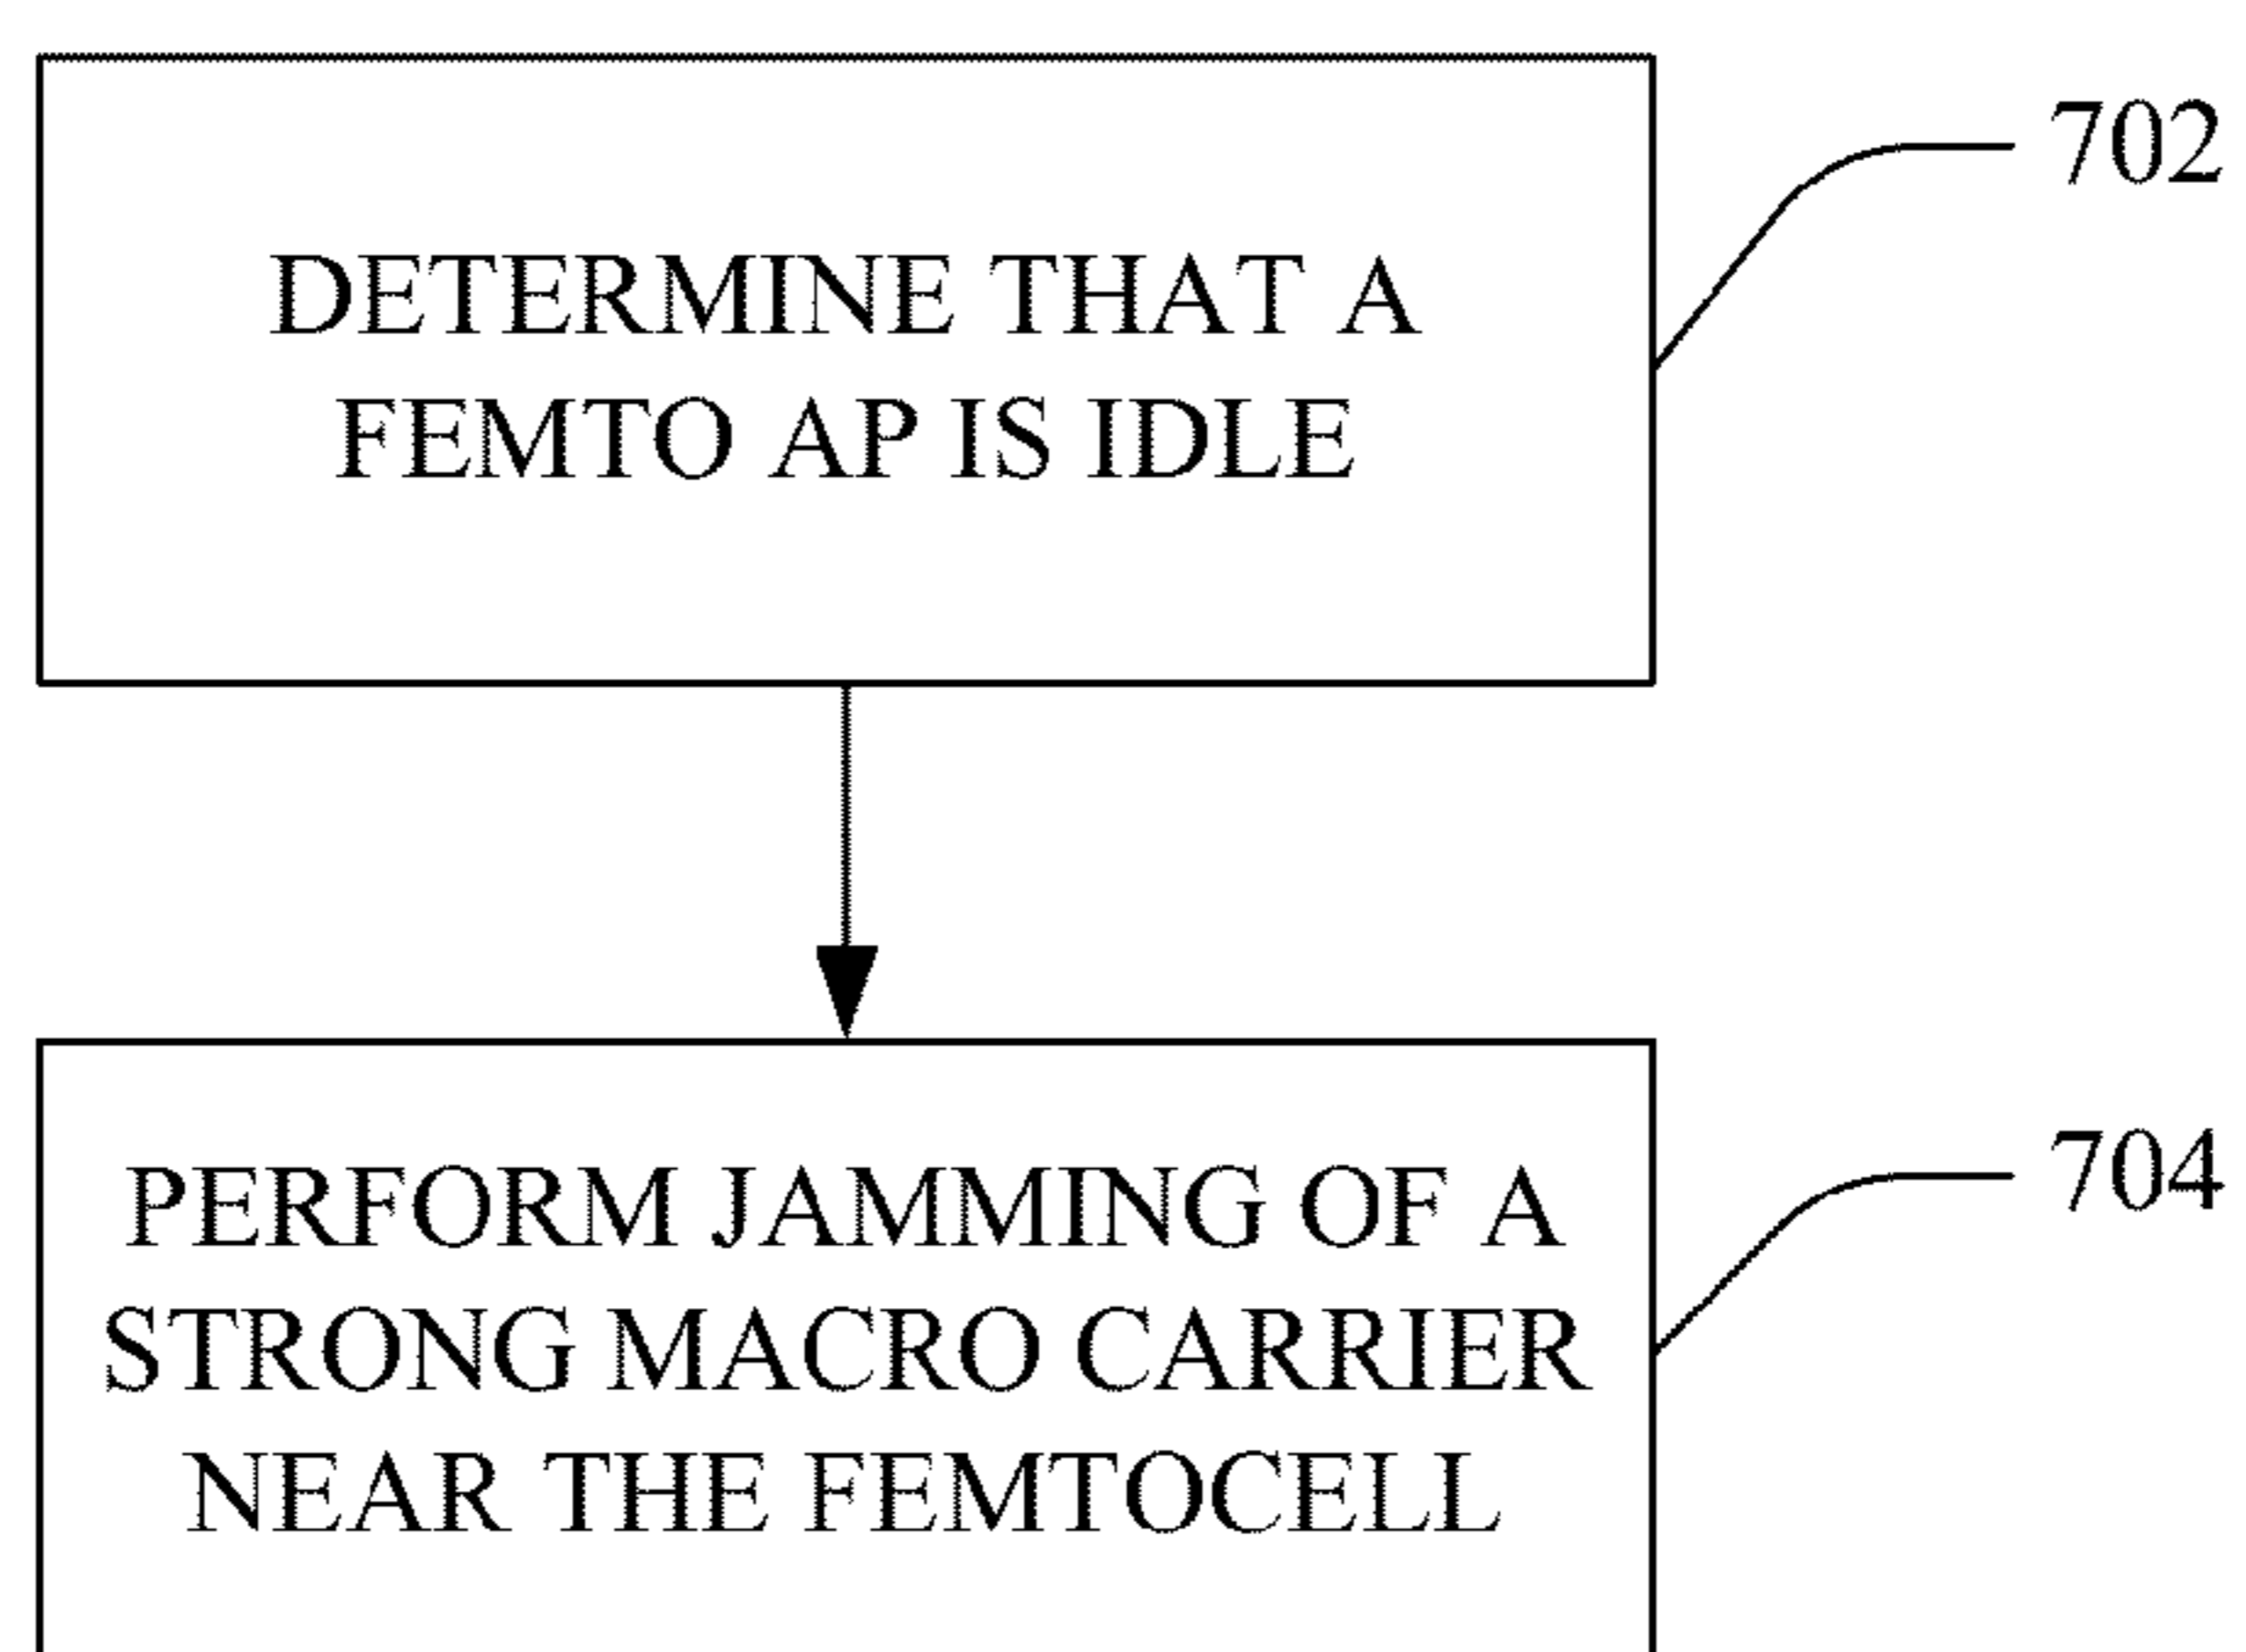 702
DETERMINE THAT A
FEMTO AP IS IDLE
704
PERFORM JAMMING OF A
STRONG MACRO CARRIER
NEAR THE FEMTOCELL